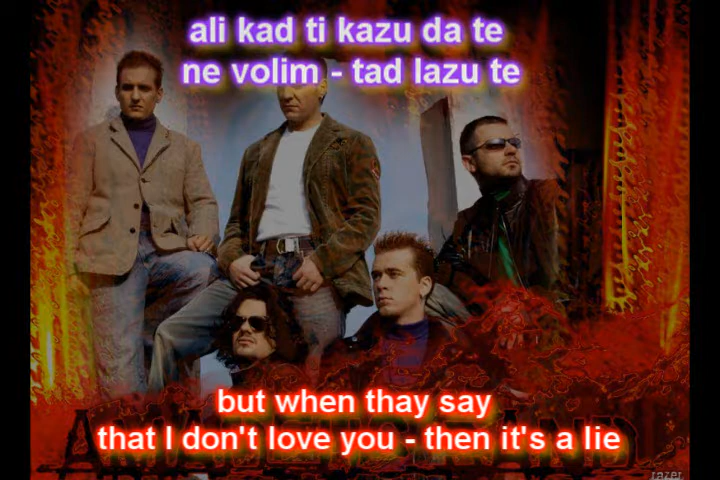 ali kad ti kazu da te
ne volim - tad lazu te
but when thay say
that I don't love you - then it's a lie
razer